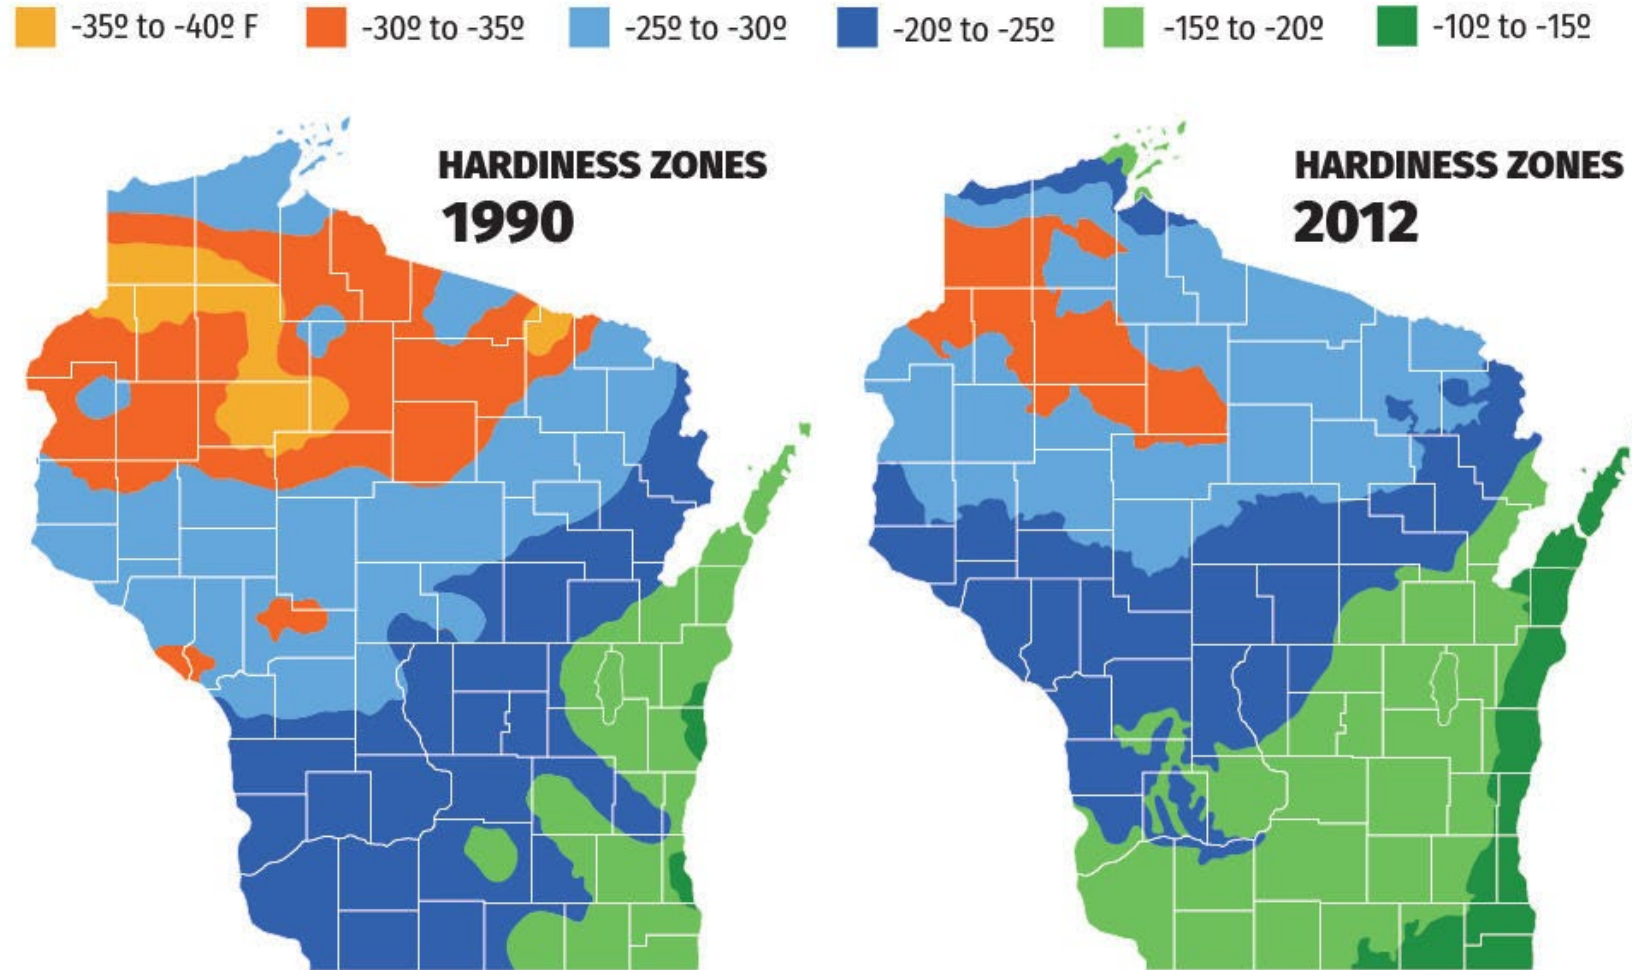 -35º to -40º F
-30º to -35º
-25º to -30º
-20º to -25º
-15º to -20º
-10º to -15º
HARDINESS ZONES
1990
HARDINESS ZONES
2012